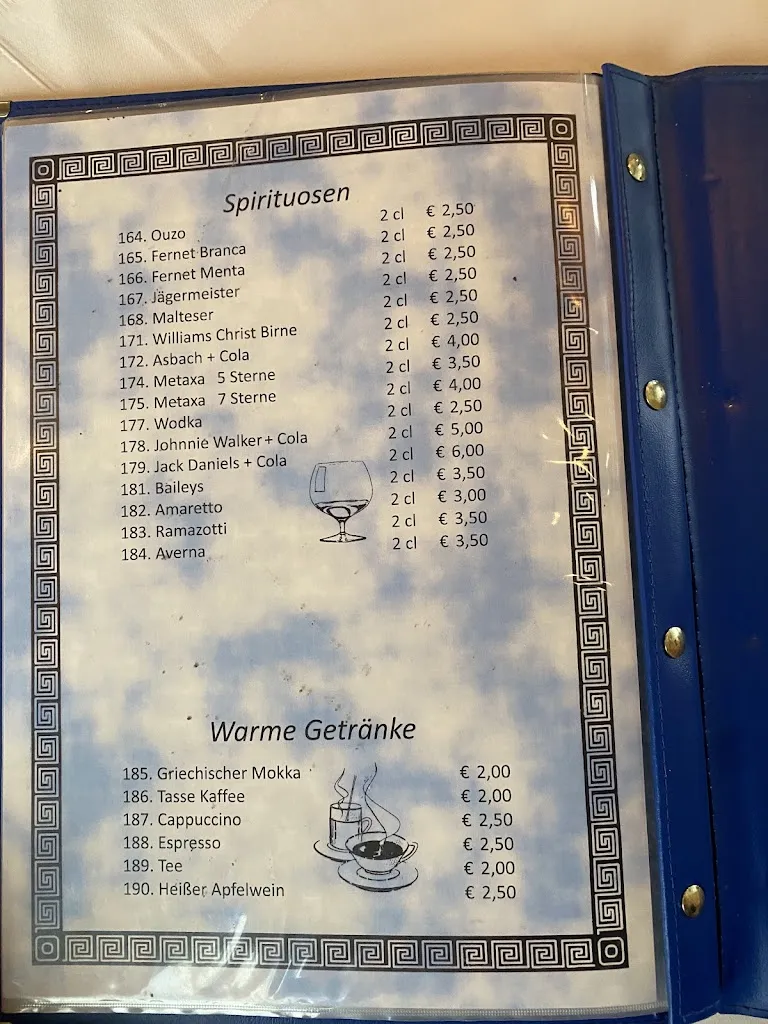 Spirituosen
164. Ouzo 2 cl € 2,50
165. Fernet Branca 2 cl € 2,50
166. Fernet Menta 2 cl € 2,50
167. Jägermeister 2 cl € 2,50
168. Malteser 2 cl € 2,50
171. Williams Christ Birne 2 cl € 2,50
172. Asbach + Cola 2 cl € 4,00
174. Metaxa 5 Sterne 2 cl € 3,50
175. Metaxa 7 Sterne 2 cl € 4,00
177. Wodka 2 cl € 2,50
178. Johnnie Walker + Cola 2 cl € 5,00
179. Jack Daniels + Cola 2 cl € 6,00
181. Baileys 2 cl € 3,50
182. Amaretto 2 cl € 3,00
183. Ramazotti 2 cl € 3,50
184. Averna 2 cl € 3,50
Warme Getränke
185. Griechischer Mokka € 2,00
186. Tasse Kaffee € 2,00
187. Cappuccino € 2,50
188. Espresso € 2,50
189. Tee € 2,00
190. Heißer Apfelwein € 2,50